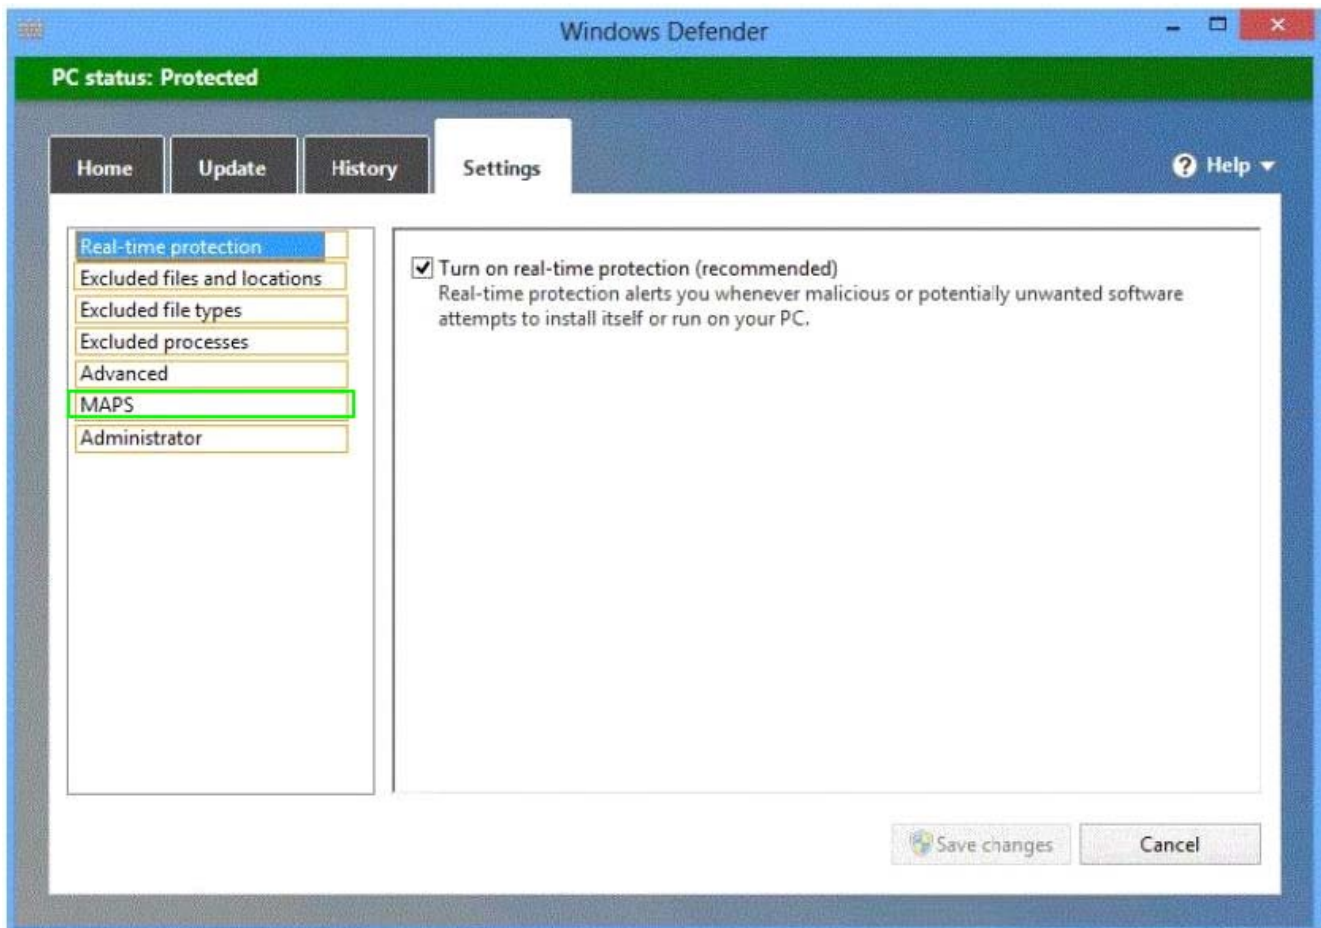 Windows Defender
PC status: Protected
Home
Update
History
Settings
Help
Real-time protection
Excluded files and locations
Excluded file types
Excluded processes
Advanced
MAPS
Administrator
Turn on real-time protection (recommended)
Real-time protection alerts you whenever malicious or potentially unwanted software
attempts to install itself or run on your PC.
Save changes
Cancel